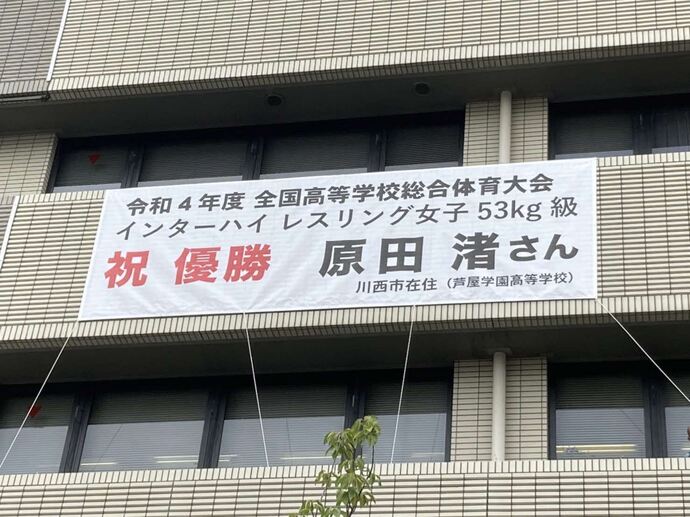 令和4年度 全国高等学校総合体育大会
インターハイ レスリング女子 53kg 級
祝 優勝 原田 渚さん
川西市在住（芦屋学園高等学校）